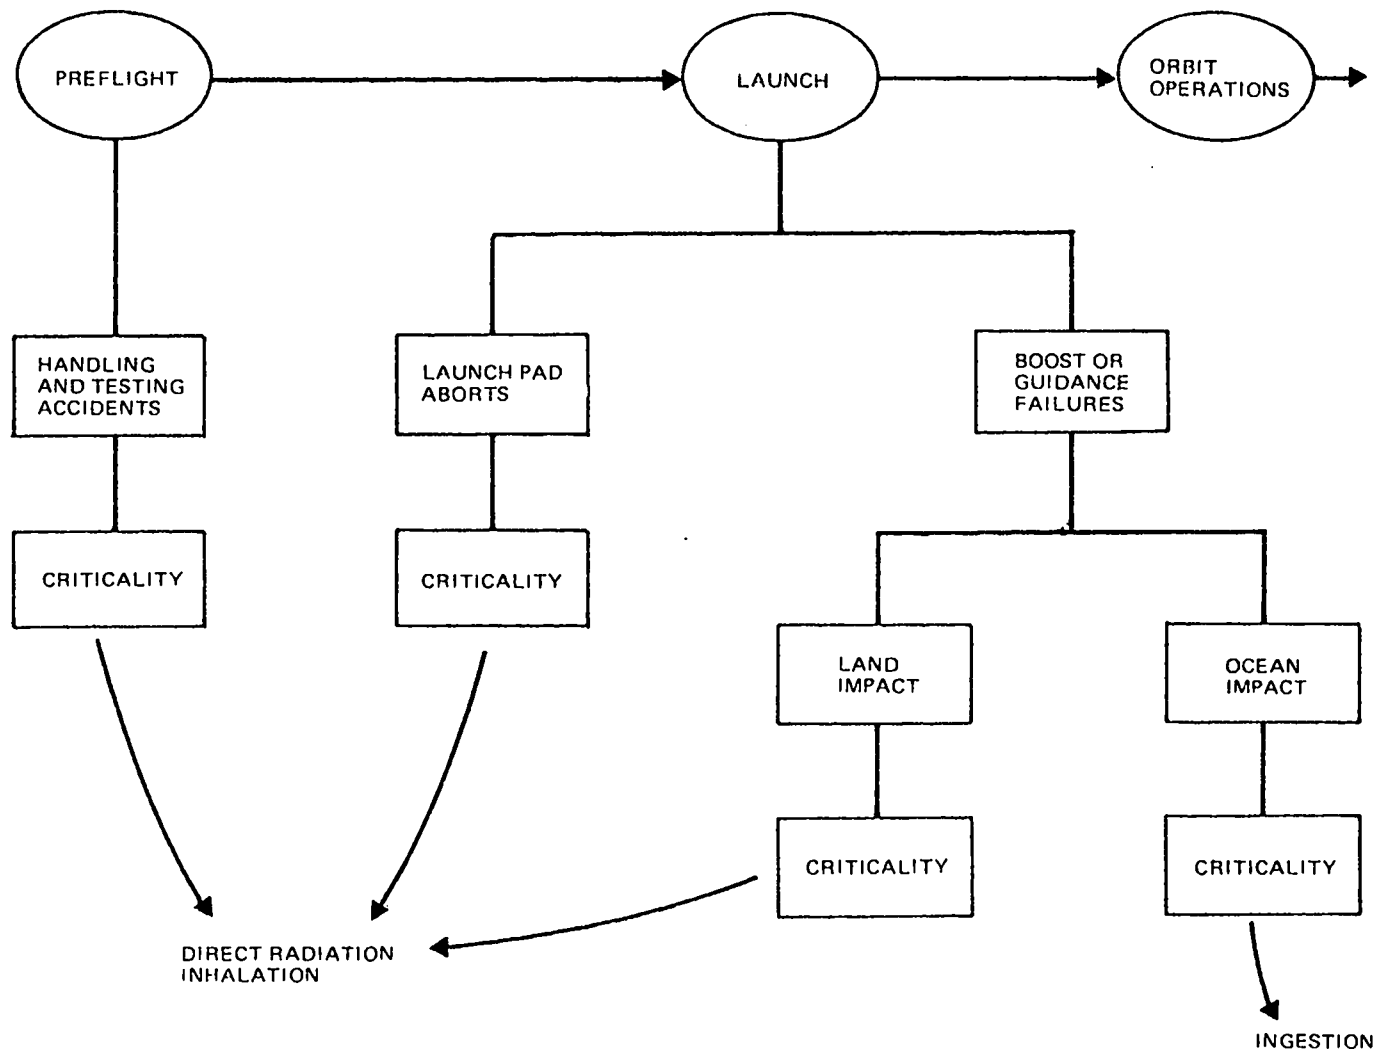 PREFLIGHT
LAUNCH
ORBIT
OPERATIONS
HANDLING
AND TESTING
ACCIDENTS
LAUNCH PAD
ABORTS
BOOST OR
GUIDANCE
FAILURES
CRITICALITY
CRITICALITY
LAND
IMPACT
OCEAN
IMPACT
CRITICALITY
CRITICALITY
DIRECT RADIATION
INHALATION
INGESTION